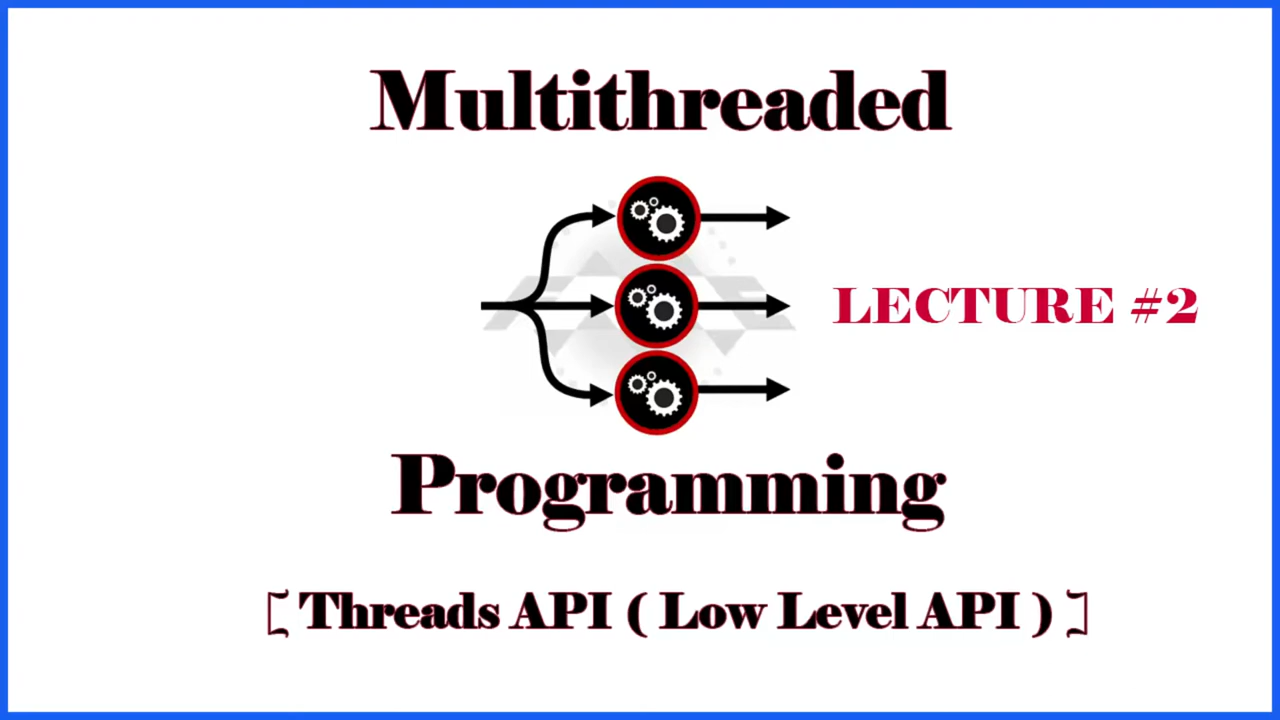 Multithreaded
LECTURE #2
Programming
[ Threads API ( Low Level API ) ]